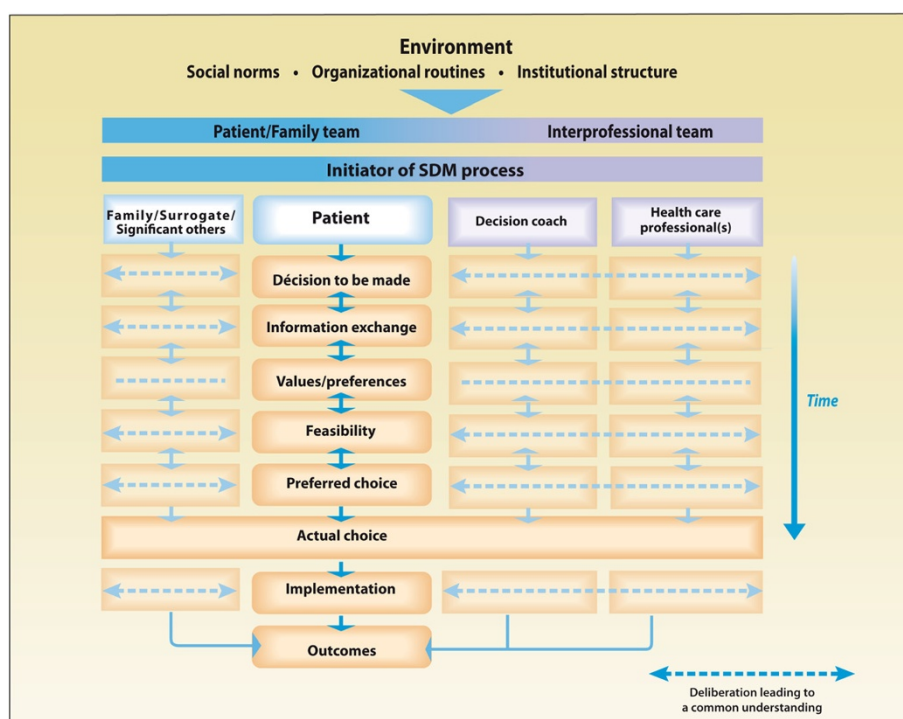 Environment
Social norms • Organizational routines • Institutional structure
Patient/Family team
Interprofessional team
Initiator of SDM process
Family/Surrogate/
Significant others
Patient
Decision coach
Health care
professional(s)
Décision to be made
Information exchange
Values/preferences
Feasibility
Preferred choice
Actual choice
Implementation
Outcomes
Time
Deliberation leading to
a common understanding